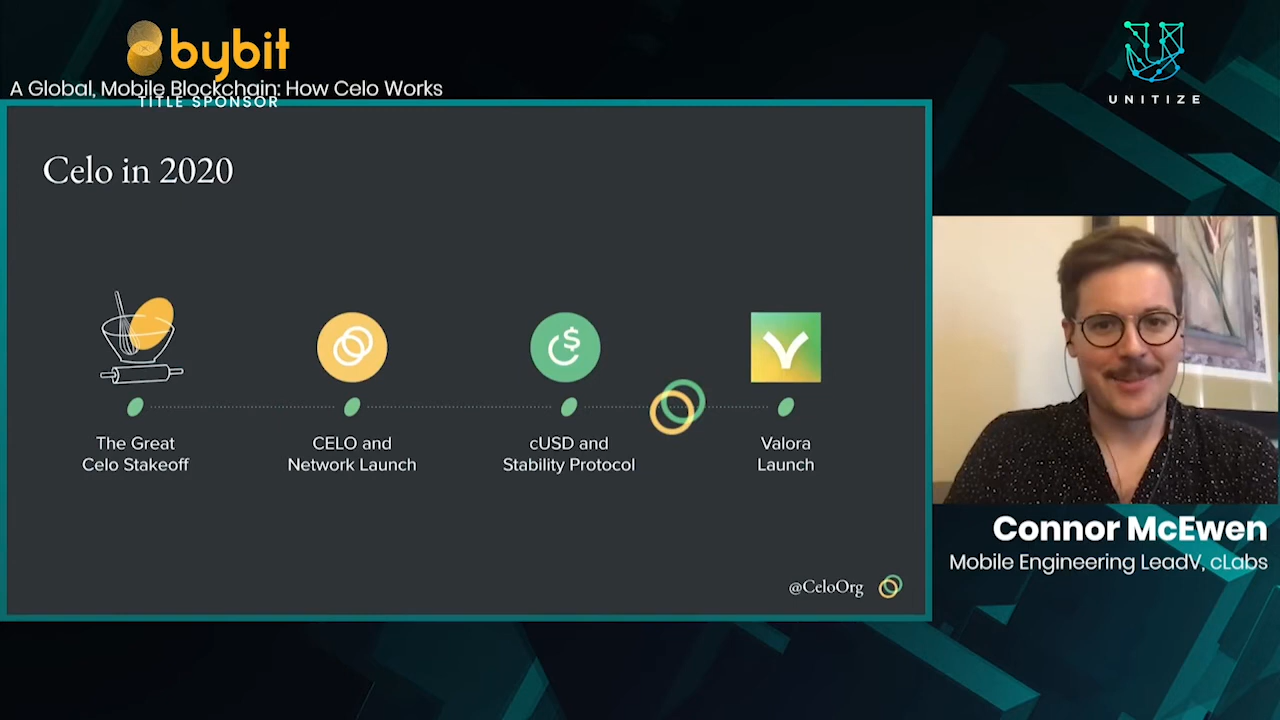 bybit
A Global, Mobile Blockchain: How Celo Works
TITLE SPONSOR
UNITIZE
Celo in 2020
The Great
Celo Stakeoff
CELO and
Network Launch
cUSD and
Stability Protocol
Valora
Launch
@CeloOrg
Connor McEwen
Mobile Engineering LeadV, cLabs